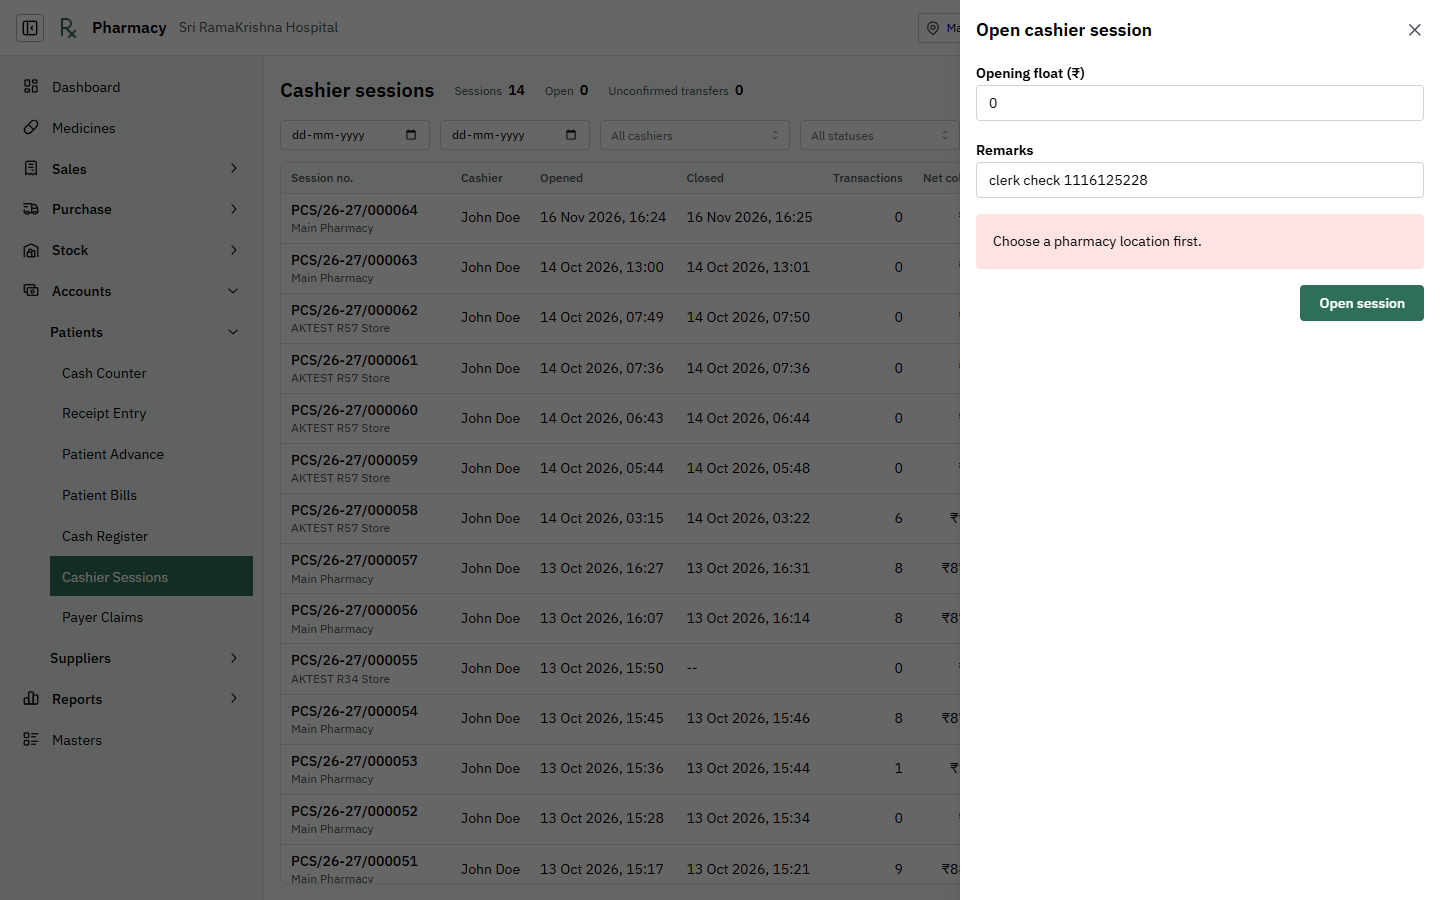 Pharmacy Sri RamaKrishna Hospital
Open cashier session
Opening float (₹)
0
Remarks
clerk check 1116125228
Choose a pharmacy location first.
Open session
Dashboard
Medicines
Sales
Purchase
Stock
Accounts
Patients
Cash Counter
Receipt Entry
Patient Advance
Patient Bills
Cash Register
Cashier Sessions
Payer Claims
Suppliers
Reports
Masters
Cashier sessions Sessions 14 Open 0 Unconfirmed transfers 0
dd-mm-yyyy dd-mm-yyyy All cashiers All statuses
Session no. Cashier Opened Closed Transactions Net
PCS/26-27/000064 John Doe 16 Nov 2026, 16:24 16 Nov 2026, 16:25 0
Main Pharmacy
PCS/26-27/000063 John Doe 14 Oct 2026, 13:00 14 Oct 2026, 13:01 0
Main Pharmacy
PCS/26-27/000062 John Doe 14 Oct 2026, 07:49 14 Oct 2026, 07:50 0
AKTEST R57 Store
PCS/26-27/000061 John Doe 14 Oct 2026, 07:36 14 Oct 2026, 07:36 0
AKTEST R57 Store
PCS/26-27/000060 John Doe 14 Oct 2026, 06:43 14 Oct 2026, 06:44 0
AKTEST R57 Store
PCS/26-27/000059 John Doe 14 Oct 2026, 05:44 14 Oct 2026, 05:48 0
AKTEST R57 Store
PCS/26-27/000058 John Doe 14 Oct 2026, 03:15 14 Oct 2026, 03:22 6
AKTEST R57 Store
PCS/26-27/000057 John Doe 13 Oct 2026, 16:27 13 Oct 2026, 16:31 8
Main Pharmacy
PCS/26-27/000056 John Doe 13 Oct 2026, 16:07 13 Oct 2026, 16:14 8
Main Pharmacy
PCS/26-27/000055 John Doe 13 Oct 2026, 15:50 -- 0
AKTEST R34 Store
PCS/26-27/000054 John Doe 13 Oct 2026, 15:45 13 Oct 2026, 15:46 8
Main Pharmacy
PCS/26-27/000053 John Doe 13 Oct 2026, 15:36 13 Oct 2026, 15:44 1
Main Pharmacy
PCS/26-27/000052 John Doe 13 Oct 2026, 15:28 13 Oct 2026, 15:34 0
Main Pharmacy
PCS/26-27/000051 John Doe 13 Oct 2026, 15:17 13 Oct 2026, 15:21 9
Main Pharmacy